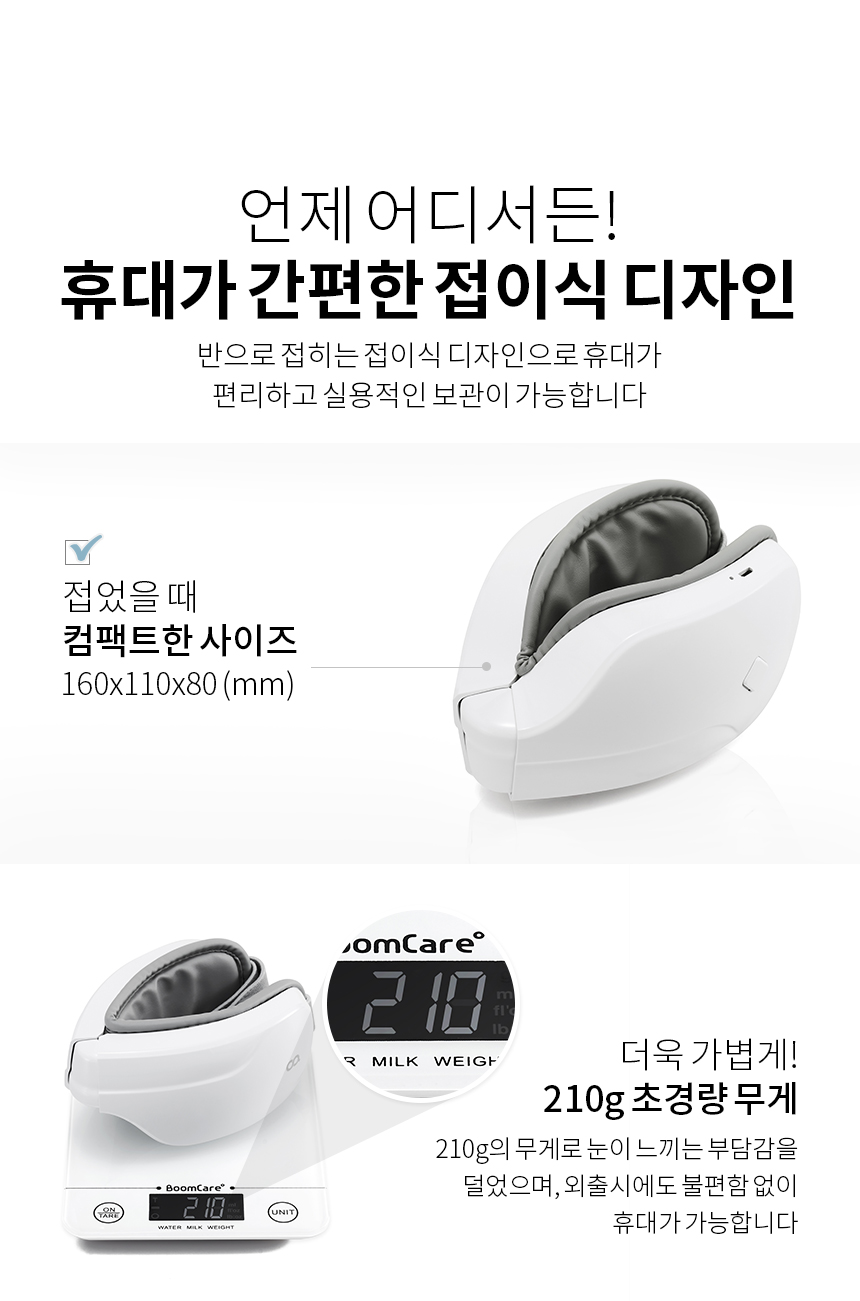 언제 어디서든!
휴대가 간편한 접이식 디자인
반으로 접히는 접이식 디자인으로 휴대가
편리하고 실용적인 보관이 가능합니다
접었을 때
컴팩트한 사이즈
160x110x80 (mm)
oomCare°
210
m
fl'o
lb
R MILK WEIGH
더욱 가볍게!
210g 초경량 무게
210g의 무게로 눈이 느끼는 부담감을
덜었으며, 외출시에도 불편함 없이
휴대가 가능합니다
BoomCare°
ON
TARE
210
UNIT
WATER MILK WEIGHT